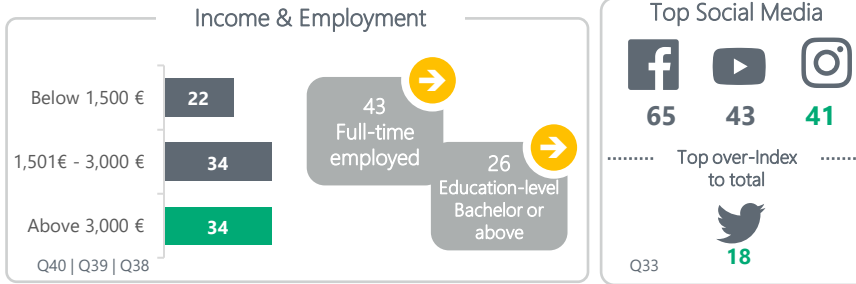 Income & Employment
Below 1,500 €
22
1,501€ - 3,000 €
34
Above 3,000 €
34
43
Full-time
employed
26
Education-level
Bachelor or
above
Q40 | Q39 | Q38
Top Social Media
65
43
41
Top over-Index
to total
18
Q33